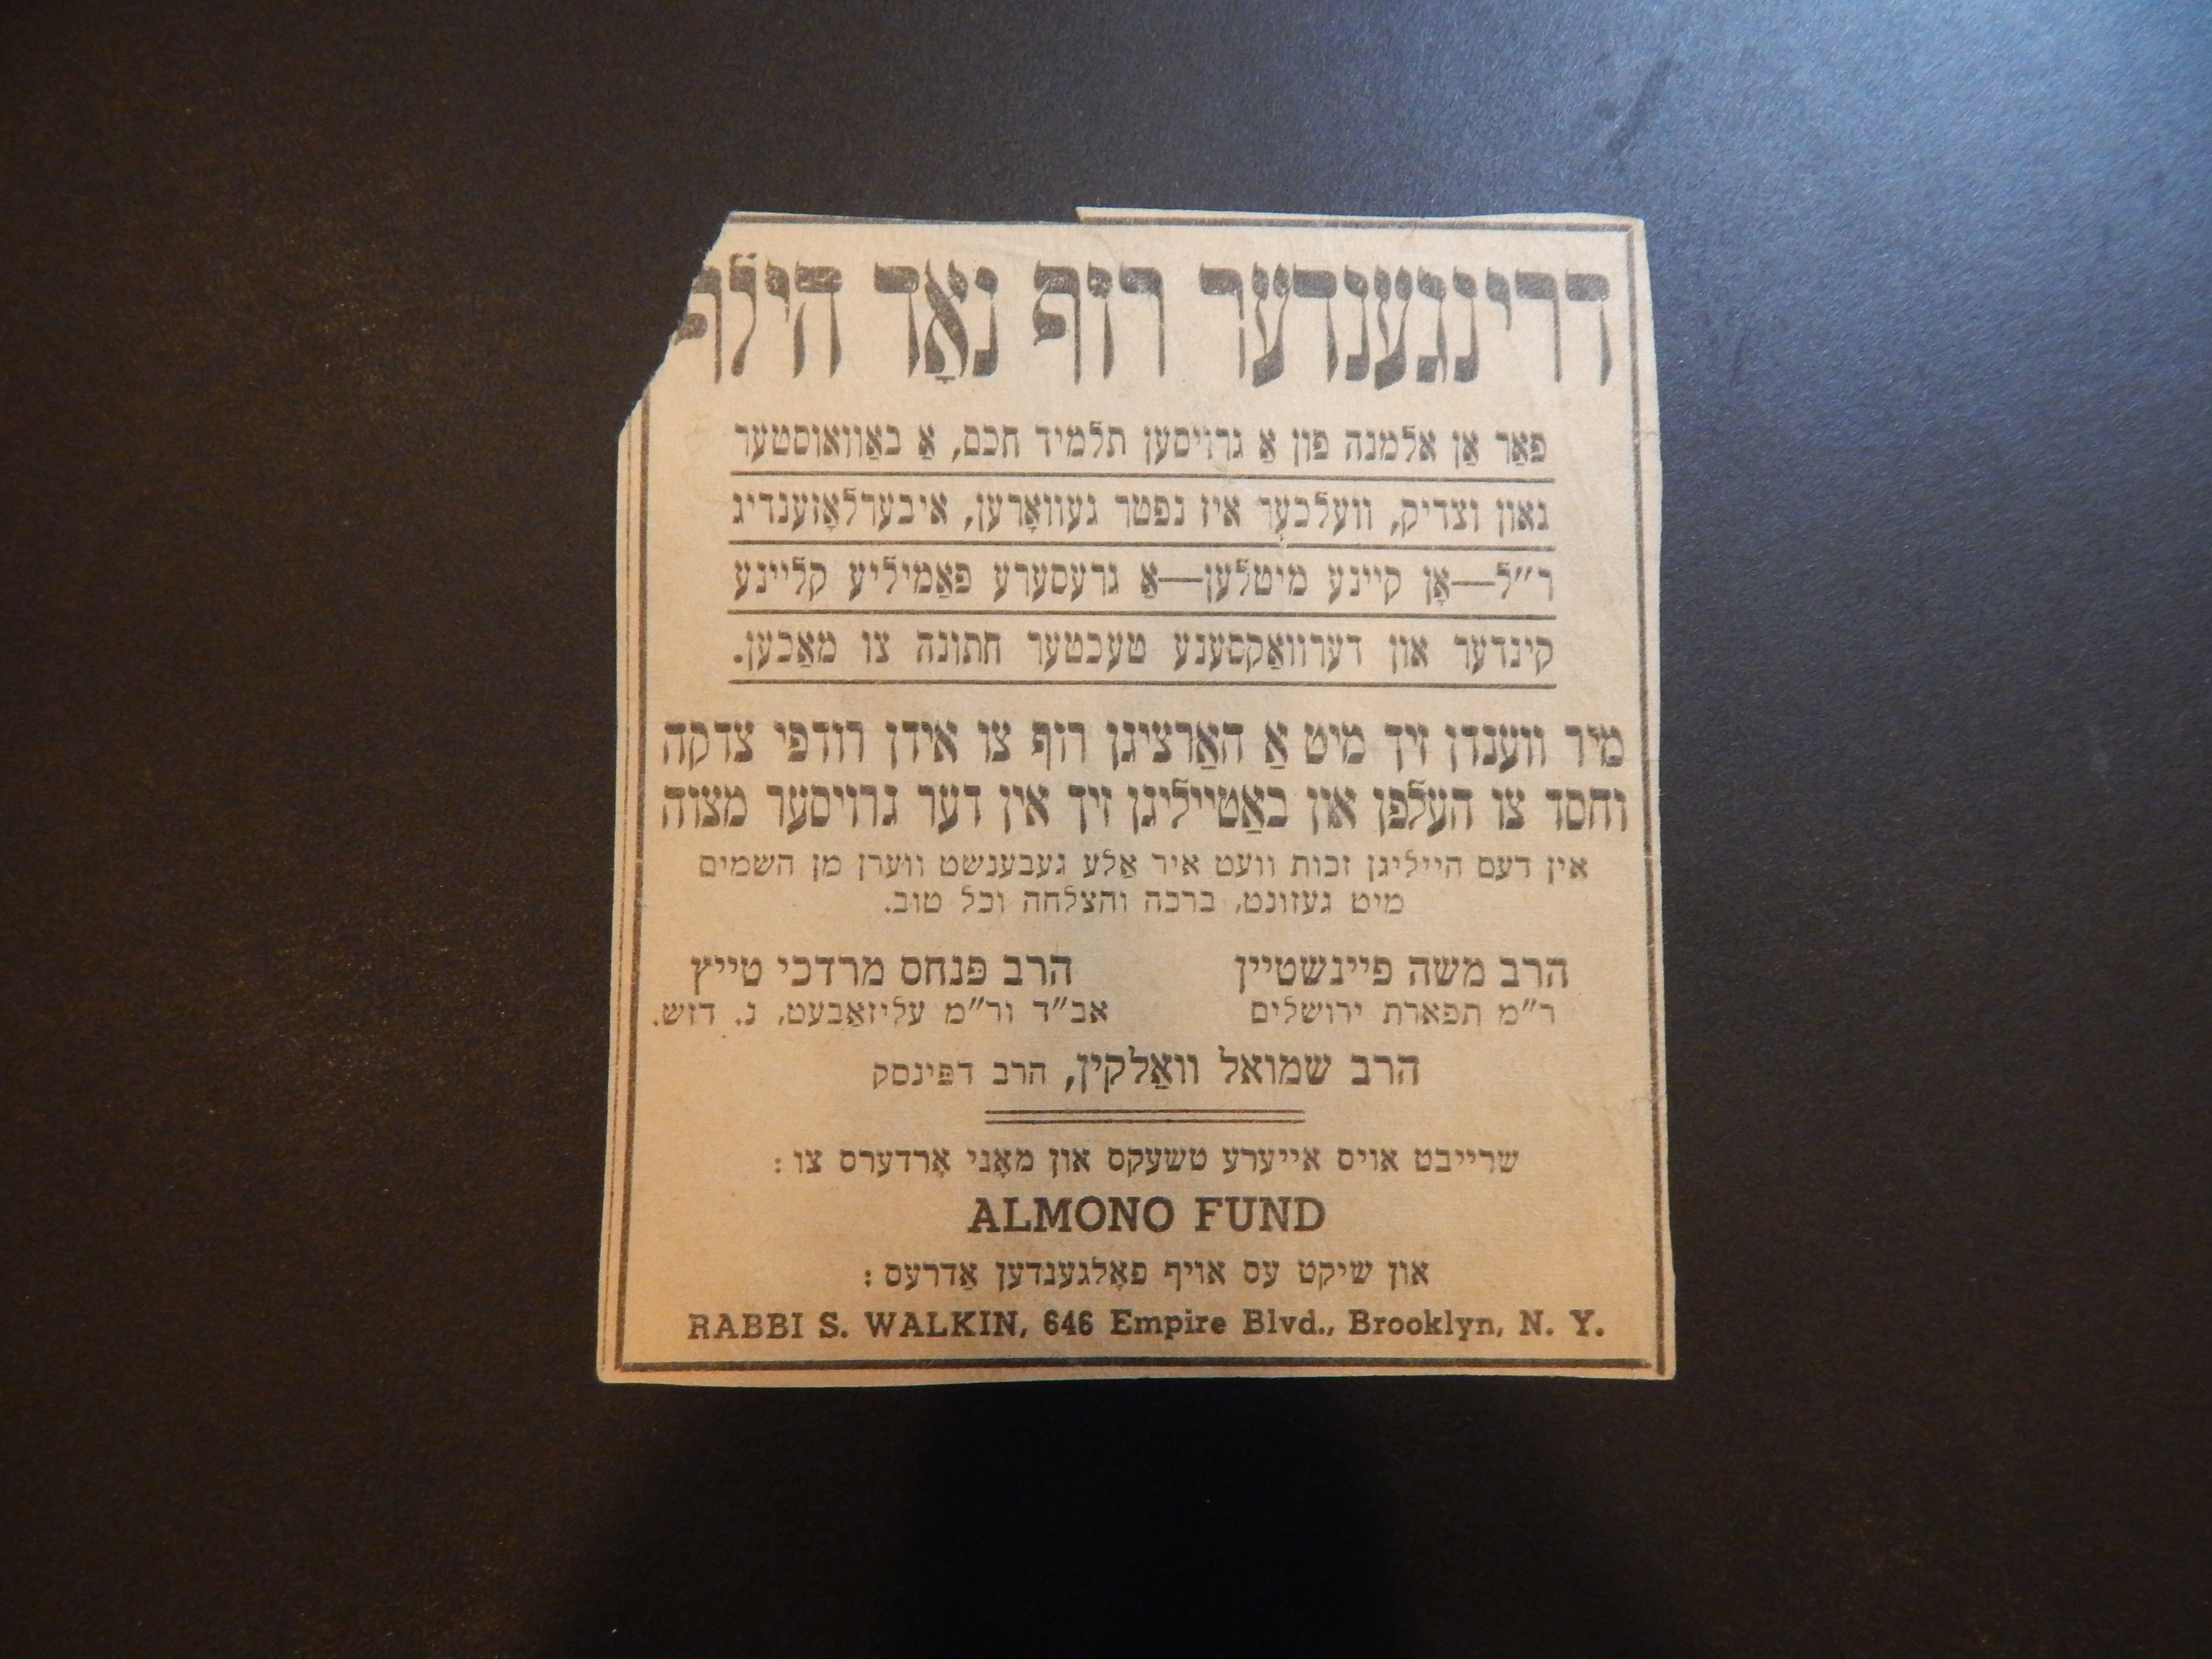 דרינגענדער רוף נאָך הילף
פאַר אַן אלמנה פון אַ גרויסען תלמיד חכם, אַ באַוואוסטער
גאון וצדיק, וועלכער איז נפטר געוואָרען, איבערלאָזענדיג
ר״ל—אָן קיינע מיטלען—אַ גרעסערע פאַמיליע קליינע
קינדער און דערוואַקסענע טעכטער חתונה צו מאַכען.
מיר ווענדן זיך מיט אַ האַרציגן רוף צו אידן רודפי צדקה
וחסד צו העלפן און באַטייליגן זיך אין דער גרויסער מצוה
אין דעם הייליגן זכות וועט איר אַלע געבענשט ווערן מן השמים
מיט געזונט, ברכה והצלחה וכל טוב.
הרב משה פיינשטיין הרב פנחס מרדכי טייץ
ר״מ תפארת ירושלים אב״ד ור״מ עליזאַבעט, נ. דזש.
הרב שמואל וואַלקין, הרב דפּינסק
שרייבט אויס אייערע טשעקס און מאָני אָרדערס צו :
ALMONO FUND
און שיקט עס אויף פאָלגענדען אַדרעס :
RABBI S. WALKIN, 646 Empire Blvd., Brooklyn, N. Y.